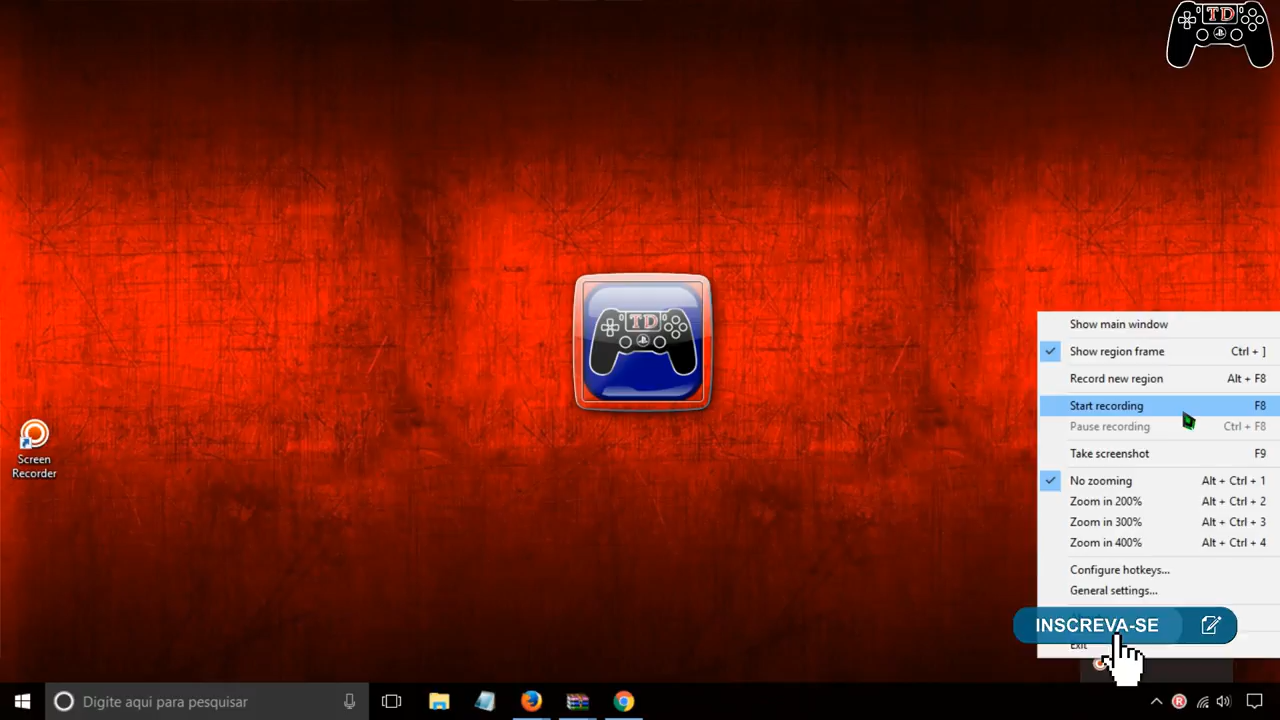 TD
TD
Screen
Recorder
Show main window
Show region frame Ctrl + ]
Record new region Alt + F8
Start recording F8
Pause recording Ctrl + F8
Take screenshot F9
No zooming Alt + Ctrl + 1
Zoom in 200% Alt + Ctrl + 2
Zoom in 300% Alt + Ctrl + 3
Zoom in 400% Alt + Ctrl + 4
Configure hotkeys...
General settings...
INSCREVA-SE
Exit
Digite aqui para pesquisar
R